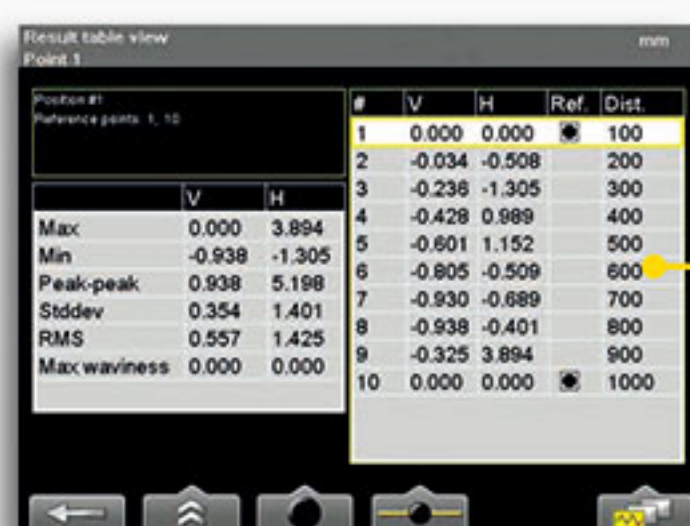 Result table view mm
Point 1
Position #1
Reference points: 1, 10
V H
Max 0.000 3.894
Min -0.938 -1.305
Peak-peak 0.938 5.198
Stddev 0.354 1.401
RMS 0.557 1.425
Max waviness 0.000 0.000
# V H Ref. Dist.
1 0.000 0.000 100
2 -0.034 -0.508 200
3 -0.236 -1.305 300
4 -0.428 0.989 400
5 -0.601 1.152 500
6 -0.805 -0.509 600
7 -0.930 -0.689 700
8 -0.938 -0.401 800
9 -0.325 3.894 900
10 0.000 0.000 1000